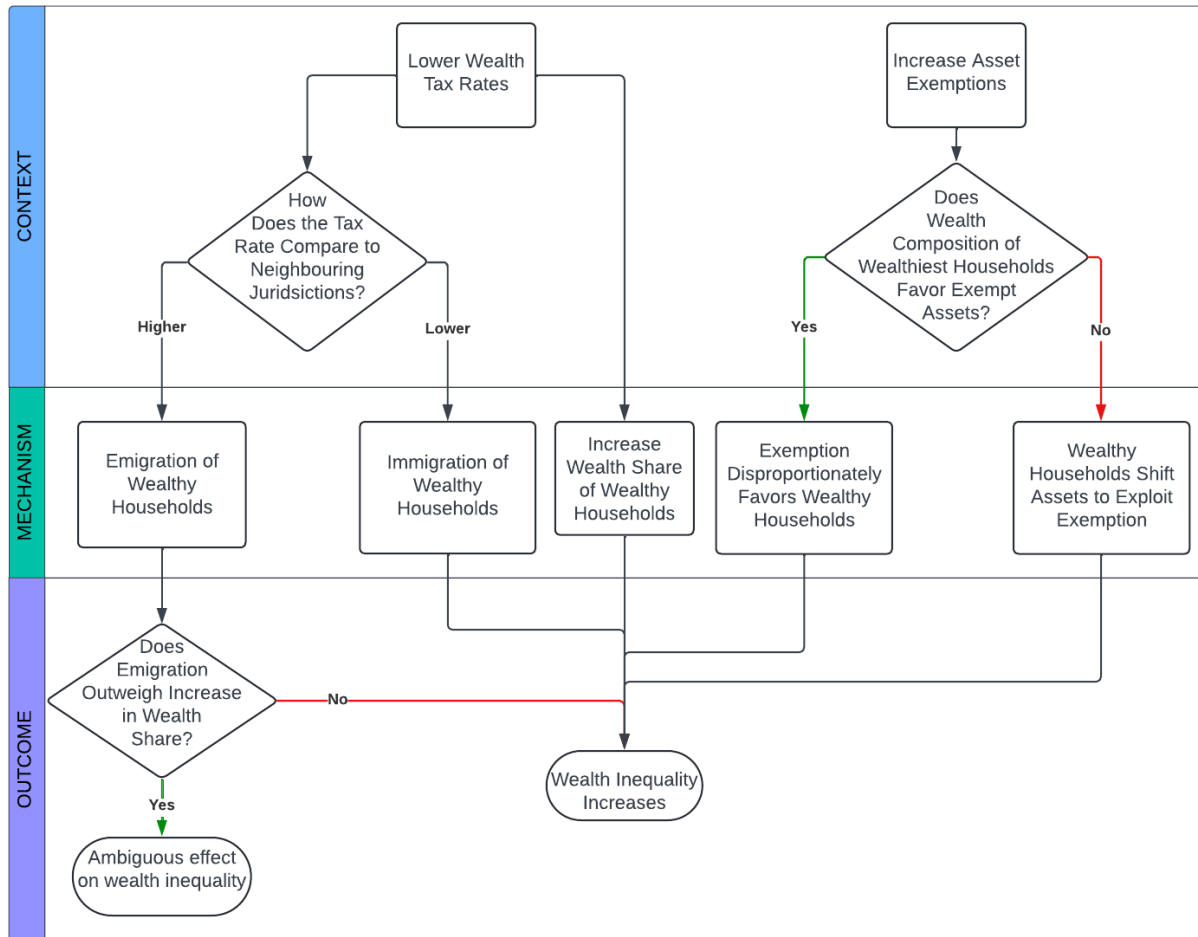 CONTEXT
Lower Wealth
Tax Rates
Increase Asset
Exemptions
How
Does the Tax
Rate Compare to
Neighbouring
Juridsictions?
Does
Wealth
Composition of
Wealthiest Households
Favor Exempt
Assets?
Higher
Lower
Yes
No
MECHANISM
Emigration of
Wealthy
Households
Immigration of
Wealthy
Households
Increase
Wealth Share
of Wealthy
Households
Exemption
Disproportionately
Favors Wealthy
Households
Wealthy
Households Shift
Assets to Exploit
Exemption
OUTCOME
Does
Emigration
Outweigh Increase
in Wealth
Share?
No
Yes
Wealth Inequality
Increases
Ambiguous effect
on wealth inequality